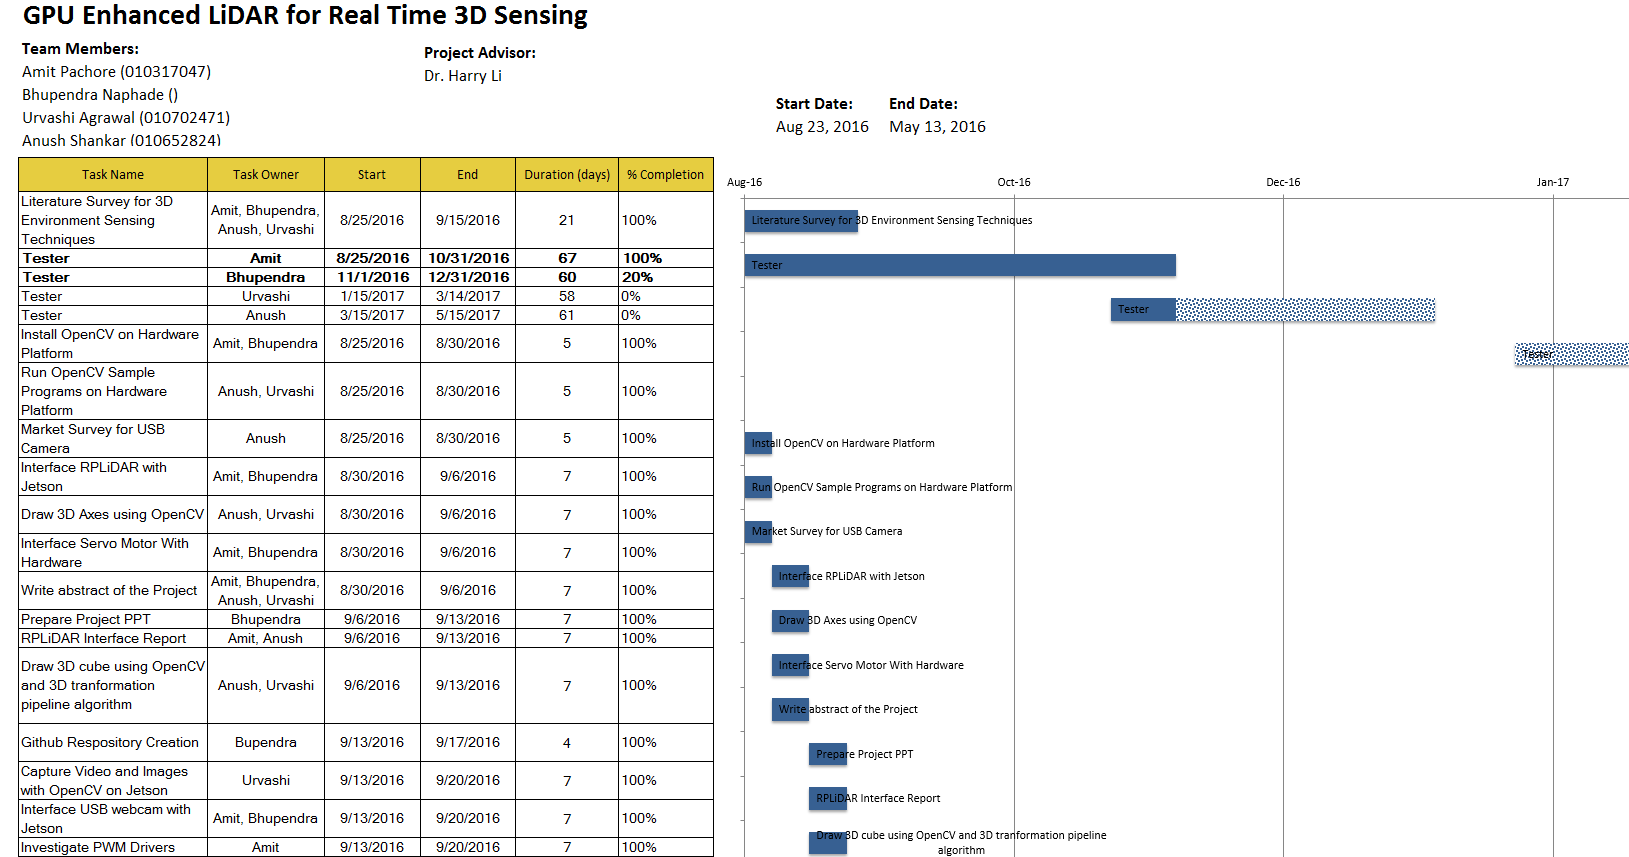 GPU Enhanced LiDAR for Real Time 3D Sensing
Team Members:
Amit Pachore (010317047)
Bhupendra Naphade ()
Urvashi Agrawal (010702471)
Anush Shankar (010652824)
Project Advisor:
Dr. Harry Li
Start Date: End Date:
Aug 23, 2016 May 13, 2016
Task Name Task Owner Start End Duration (days) % Completion
Literature Survey for 3D
Environment Sensing
Techniques
Amit, Bhupendra,
Anush, Urvashi
8/25/2016 9/15/2016 21 100%
Tester Amit 8/25/2016 10/31/2016 67 100%
Tester Bhupendra 11/1/2016 12/31/2016 60 20%
Tester Urvashi 1/15/2017 3/14/2017 58 0%
Tester Anush 3/15/2017 5/15/2017 61 0%
Install OpenCV on Hardware
Platform
Amit, Bhupendra 8/25/2016 8/30/2016 5 100%
Run OpenCV Sample
Programs on Hardware
Platform
Anush, Urvashi 8/25/2016 8/30/2016 5 100%
Market Survey for USB
Camera
Anush 8/25/2016 8/30/2016 5 100%
Interface RPLiDAR with
Jetson
Amit, Bhupendra 8/30/2016 9/6/2016 7 100%
Draw 3D Axes using OpenCV Anush, Urvashi 8/30/2016 9/6/2016 7 100%
Interface Servo Motor With
Hardware
Amit, Bhupendra 8/30/2016 9/6/2016 7 100%
Write abstract of the Project
Amit, Bhupendra,
Anush, Urvashi
8/30/2016 9/6/2016 7 100%
Prepare Project PPT Bhupendra 9/6/2016 9/13/2016 7 100%
RPLiDAR Interface Report Amit, Anush 9/6/2016 9/13/2016 7 100%
Draw 3D cube using OpenCV
and 3D tranformation
pipeline algorithm
Anush, Urvashi 9/6/2016 9/13/2016 7 100%
Github Respository Creation Bupendra 9/13/2016 9/17/2016 4 100%
Capture Video and Images
with OpenCV on Jetson
Urvashi 9/13/2016 9/20/2016 7 100%
Interface USB webcam with
Jetson
Amit, Bhupendra 9/13/2016 9/20/2016 7 100%
Investigate PWM Drivers Amit 9/13/2016 9/20/2016 7 100%
Aug-16 Oct-16 Dec-16 Jan-17
Literature Survey for 3D Environment Sensing Techniques
Tester
Tester
Tester
Install OpenCV on Hardware Platform
Run OpenCV Sample Programs on Hardware Platform
Market Survey for USB Camera
Interface RPLiDAR with Jetson
Draw 3D Axes using OpenCV
Interface Servo Motor With Hardware
Write abstract of the Project
Prepare Project PPT
RPLiDAR Interface Report
Draw 3D cube using OpenCV and 3D tranformation pipeline
algorithm